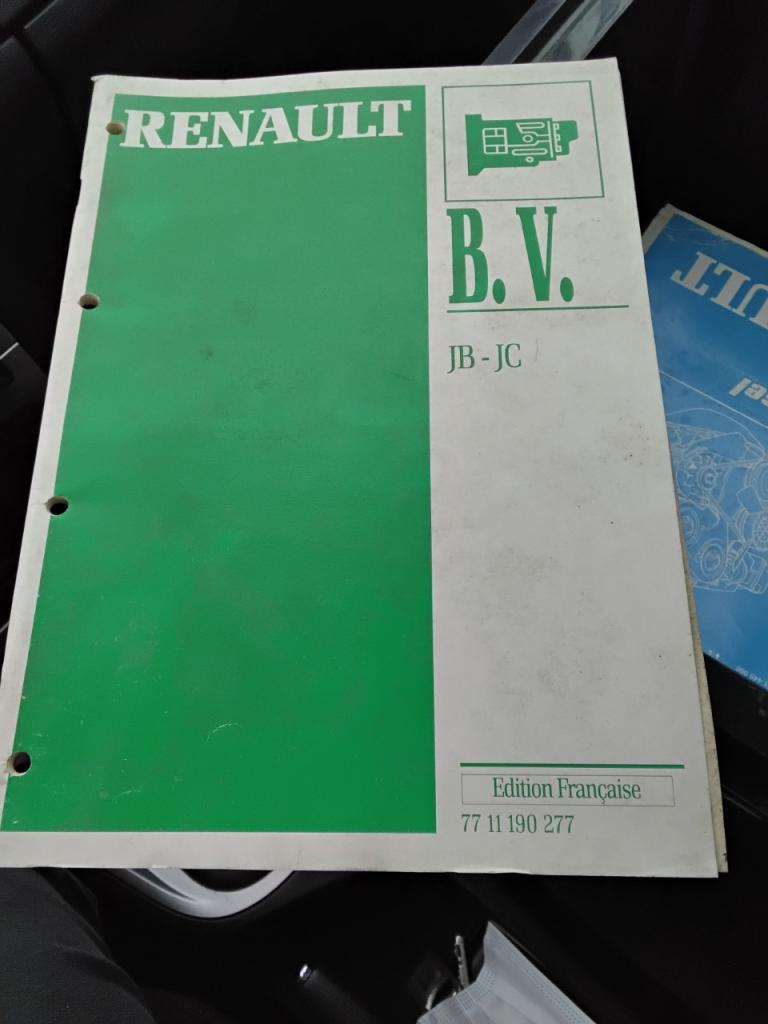 RENAULT
B. V.
JB - JC
Edition Française
77 11 190 277